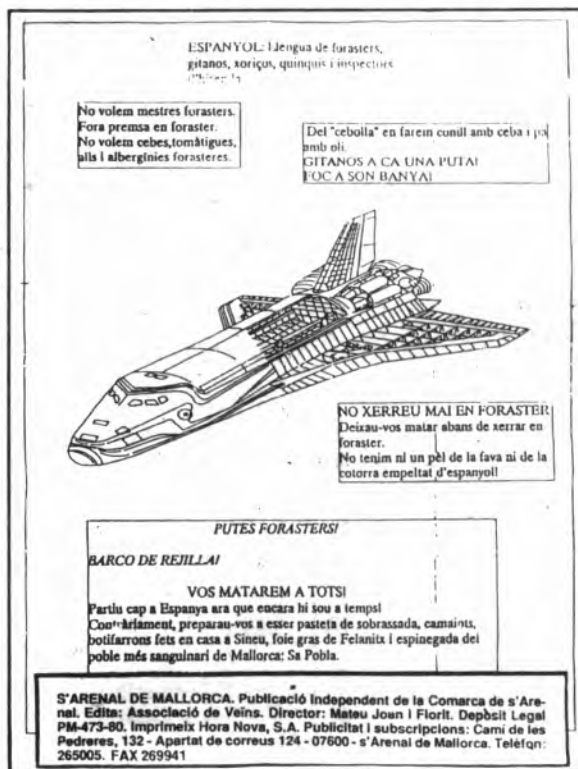 ESPANYOL: Llengua de forasters,
gitanos, xoriços, quinquis i inspectors
d'hisenda
No volem mestres forasters.
Fora premsa en foraster.
No volem cebes,tomàtigues,
alls i albergínies forasteres.
Del "cebolla" en farem conill amb ceba i pa
amb oli.
GITANOS A CA UNA PUTA!
FOC A SON BANYA!
NO XERREU MAI EN FORASTER
Deixau-vos matar abans de xerrar en
foraster.
No tenim ni un pèl de la fava ni de la
cotorra empeltat d'espanyol!
PUTES FORASTERS!
BARCO DE REJILLA!
VOS MATAREM A TOTS!
Partiu cap a Espanya ara que encara hi sou a temps!
Contràriament, preparau-vos a esser pasteta de sobrassada, camaiots,
botifarrons fets en casa a Sineu, foie gras de Felanitx i espinegada del
poble més sanguinari de Mallorca: Sa Pobla.
S'ARENAL DE MALLORCA. Publicació Independent de la Comarca de s'Are-
nal. Edita: Associació de Veïns. Director: Mateu Joan i Florit. Depòsit Legal
PM-473-80. Imprimeix Hora Nova, S.A. Publicitat i subscripcions: Camí de les
Pedreres, 132 - Apartat de correus 124 - 07600 - s'Arenal de Mallorca. Telèfon:
265005. FAX 269941